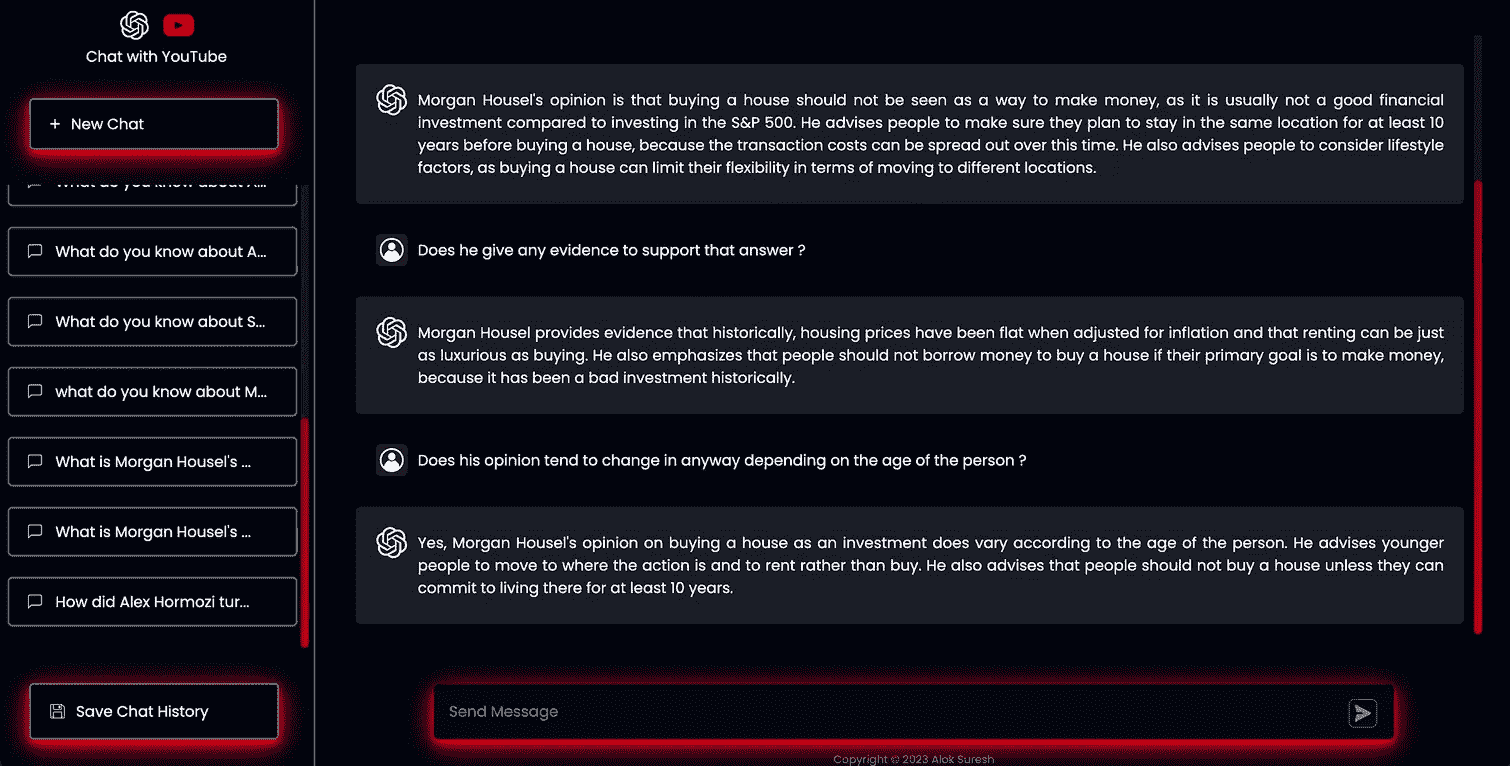 Chat with YouTube
+ New Chat
What do you know about A...
What do you know about A...
What do you know about S...
what do you know about M...
What is Morgan Housel's ...
What is Morgan Housel's ...
How did Alex Hormozi tur...
Save Chat History
Morgan Housel's opinion is that buying a house should not be seen as a way to make money, as it is usually not a good financial
investment compared to investing in the S&P 500. He advises people to make sure they plan to stay in the same location for at least 10
years before buying a house, because the transaction costs can be spread out over this time. He also advises people to consider lifestyle
factors, as buying a house can limit their flexibility in terms of moving to different locations.
Does he give any evidence to support that answer ?
Morgan Housel provides evidence that historically, housing prices have been flat when adjusted for inflation and that renting can be just
as luxurious as buying. He also emphasizes that people should not borrow money to buy a house if their primary goal is to make money,
because it has been a bad investment historically.
Does his opinion tend to change in anyway depending on the age of the person ?
Yes, Morgan Housel's opinion on buying a house as an investment does vary according to the age of the person. He advises younger
people to move to where the action is and to rent rather than buy. He also advises that people should not buy a house unless they can
commit to living there for at least 10 years.
Send Message
Copyright © 2023 Alok Suresh